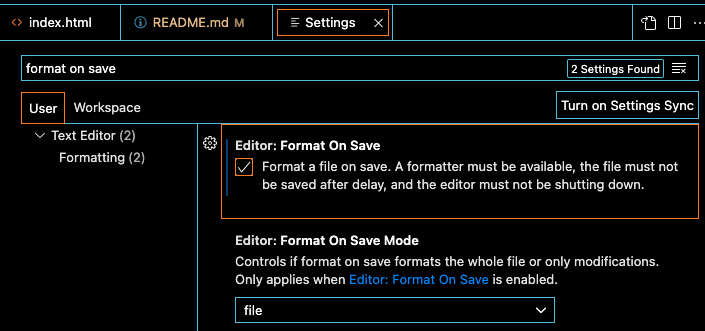 index.html README.md M Settings
format on save 2 Settings Found
User Workspace Turn on Settings Sync
Text Editor (2)
Formatting (2)
Editor: Format On Save
Format a file on save. A formatter must be available, the file must not
be saved after delay, and the editor must not be shutting down.
Editor: Format On Save Mode
Controls if format on save formats the whole file or only modifications.
Only applies when Editor: Format On Save is enabled.
file